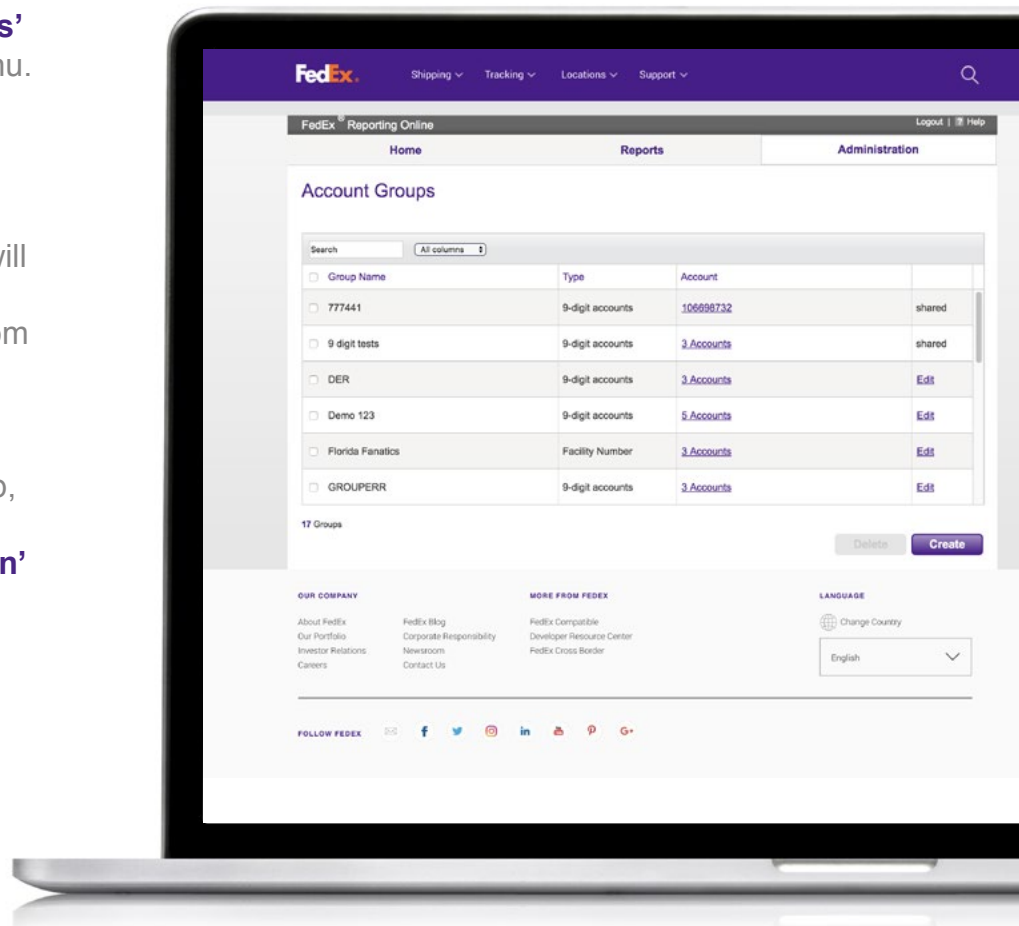 s’
nu.
will
om
o,
n’
FedEx®
Shipping Tracking Locations Support
FedEx® Reporting Online Logout | ? Help
Home Reports Administration
Account Groups
Search All columns
Group Name Type Account
777441 9-digit accounts 106698732 shared
9 digit tests 9-digit accounts 3 Accounts shared
DER 9-digit accounts 3 Accounts Edit
Demo 123 9-digit accounts 5 Accounts Edit
Florida Fanatics Facility Number 3 Accounts Edit
GROUPERR 9-digit accounts 3 Accounts Edit
17 Groups
Delete Create
OUR COMPANY MORE FROM FEDEX LANGUAGE
About FedEx FedEx Blog FedEx Compatible Change Country
Our Portfolio Corporate Responsibility Developer Resource Center
Investor Relations Newsroom FedEx Cross Border English
Careers Contact Us
FOLLOW FEDEX